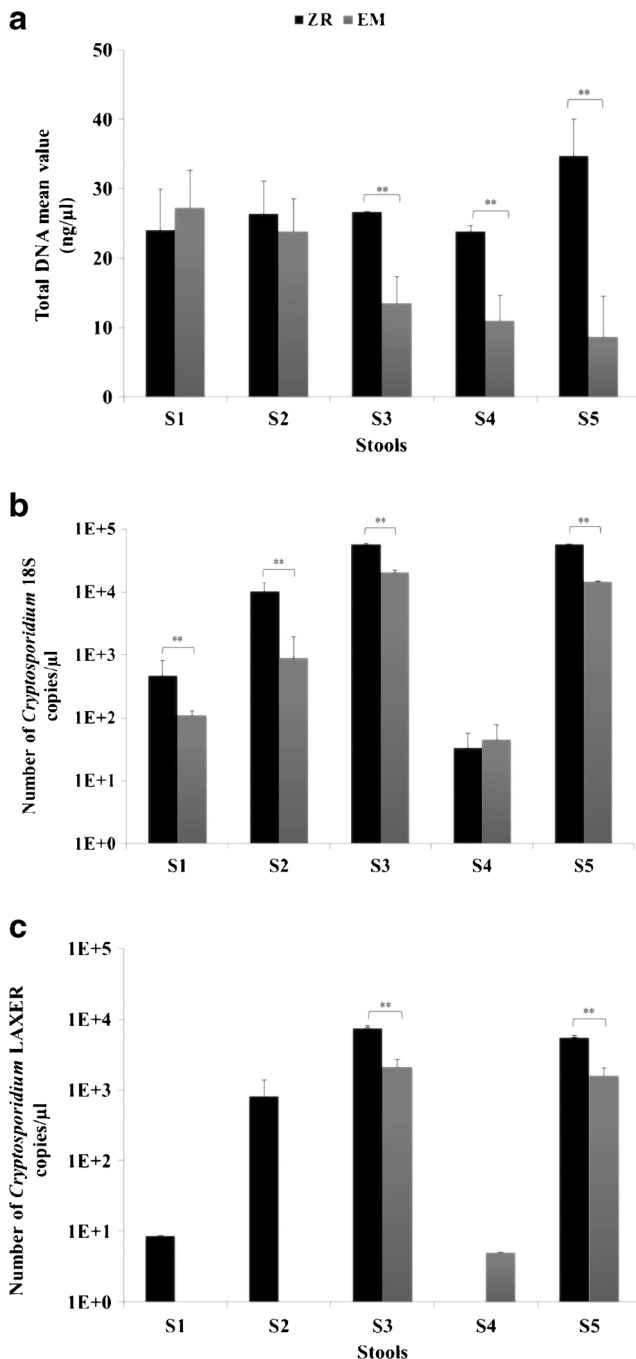 a
ZR EM
Total DNA mean value
(ng/µl)
50
40
30
20
10
0
**
**
**
S1 S2 S3 S4 S5
Stools
b
Number of Cryptosporidium 18S
copies/µl
1E+5
1E+4
1E+3
1E+2
1E+1
1E+0
**
**
**
**
S1 S2 S3 S4 S5
c
Number of Cryptosporidium LAXER
copies/µl
1E+5
1E+4
1E+3
1E+2
1E+1
1E+0
**
**
S1 S2 S3 S4 S5
Stools